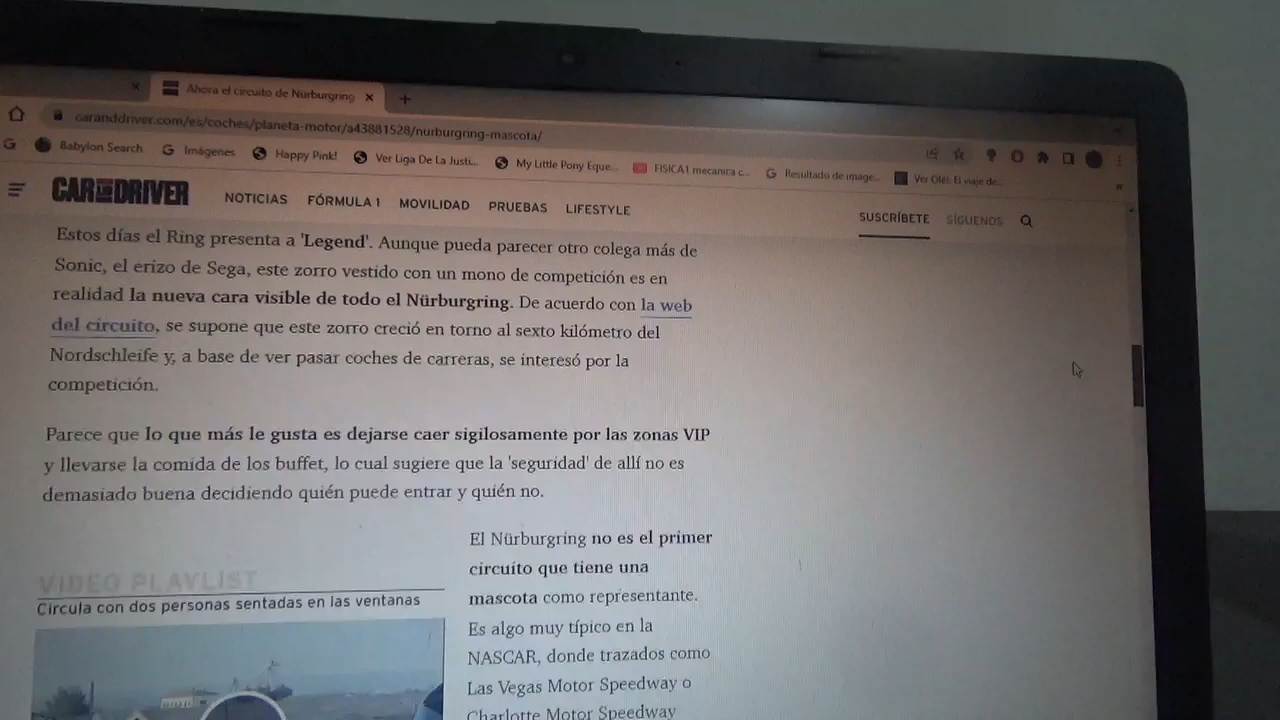 Ahora el circuito de Nürburgring
caranddriver.com/es/coches/planeta-motor/a43881528/nurburgring-mascota/
G Babylon Search G Imágenes Happy Pink! Ver Liga De La Justi... My Little Pony Eque... FISICA1 mecanica c... G Resultado de image... Ver Olé! El viaje de... »
CAR AND DRIVER NOTICIAS FÓRMULA 1 MOVILIDAD PRUEBAS LIFESTYLE SUSCRÍBETE SÍGUENOS
Estos días el Ring presenta a 'Legend'. Aunque pueda parecer otro colega más de
Sonic, el erizo de Sega, este zorro vestido con un mono de competición es en
realidad la nueva cara visible de todo el Nürburgring. De acuerdo con la web
del circuito, se supone que este zorro creció en torno al sexto kilómetro del
Nordschleife y, a base de ver pasar coches de carreras, se interesó por la
competición.
Parece que lo que más le gusta es dejarse caer sigilosamente por las zonas VIP
y llevarse la comida de los buffet, lo cual sugiere que la 'seguridad' de allí no es
demasiado buena decidiendo quién puede entrar y quién no.
VIDEO PLAYLIST
Circula con dos personas sentadas en las ventanas
El Nürburgring no es el primer
circuito que tiene una
mascota como representante.
Es algo muy típico en la
NASCAR, donde trazados como
Las Vegas Motor Speedway o
Charlotte Motor Speedway